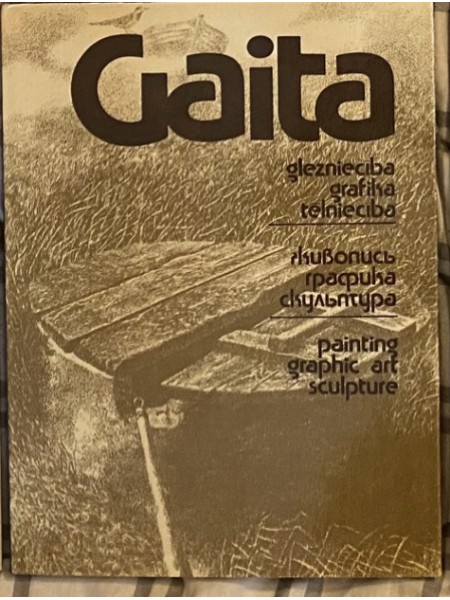 Gaita
glezniecība
grafika
tēlniecība
живопись
графика
скульптура
painting
graphic art
sculpture